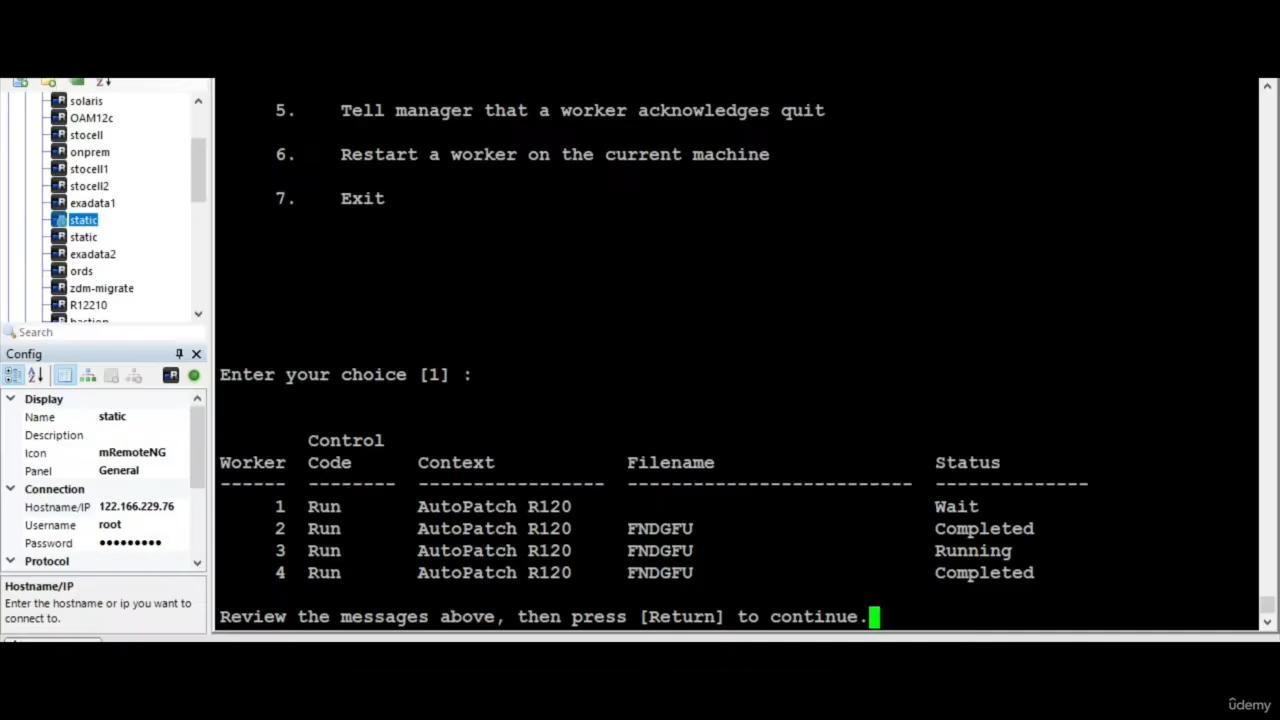 solaris
OAM12c
stocell
onprem
stocell1
stocell2
exadata1
static
static
exadata2
ords
zdm-migrate
R12210
bastion
Search
Config
Display
Name static
Description
Icon mRemoteNG
Panel General
Connection
Hostname/IP 122.166.229.76
Username root
Password •••••••••
Protocol
Hostname/IP
Enter the hostname or ip you want to
connect to.
5. Tell manager that a worker acknowledges quit
6. Restart a worker on the current machine
7. Exit
Enter your choice [1] :
Control
Worker Code Context Filename Status
------ -------- ----------------- -------------------------- --------------
1 Run AutoPatch R120 Wait
2 Run AutoPatch R120 FNDGFU Completed
3 Run AutoPatch R120 FNDGFU Running
4 Run AutoPatch R120 FNDGFU Completed
Review the messages above, then press [Return] to continue.
ûdemy